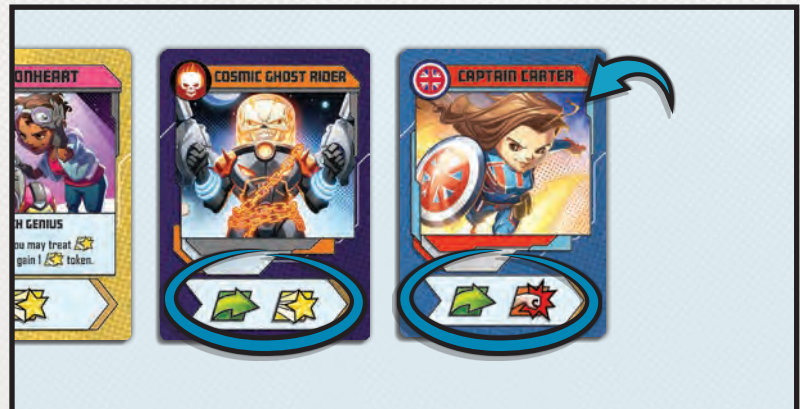 ONHEART
COSMIC GHOST RIDER
CAPTAIN CARTER
H GENIUS
ou may treat
gain 1 token.